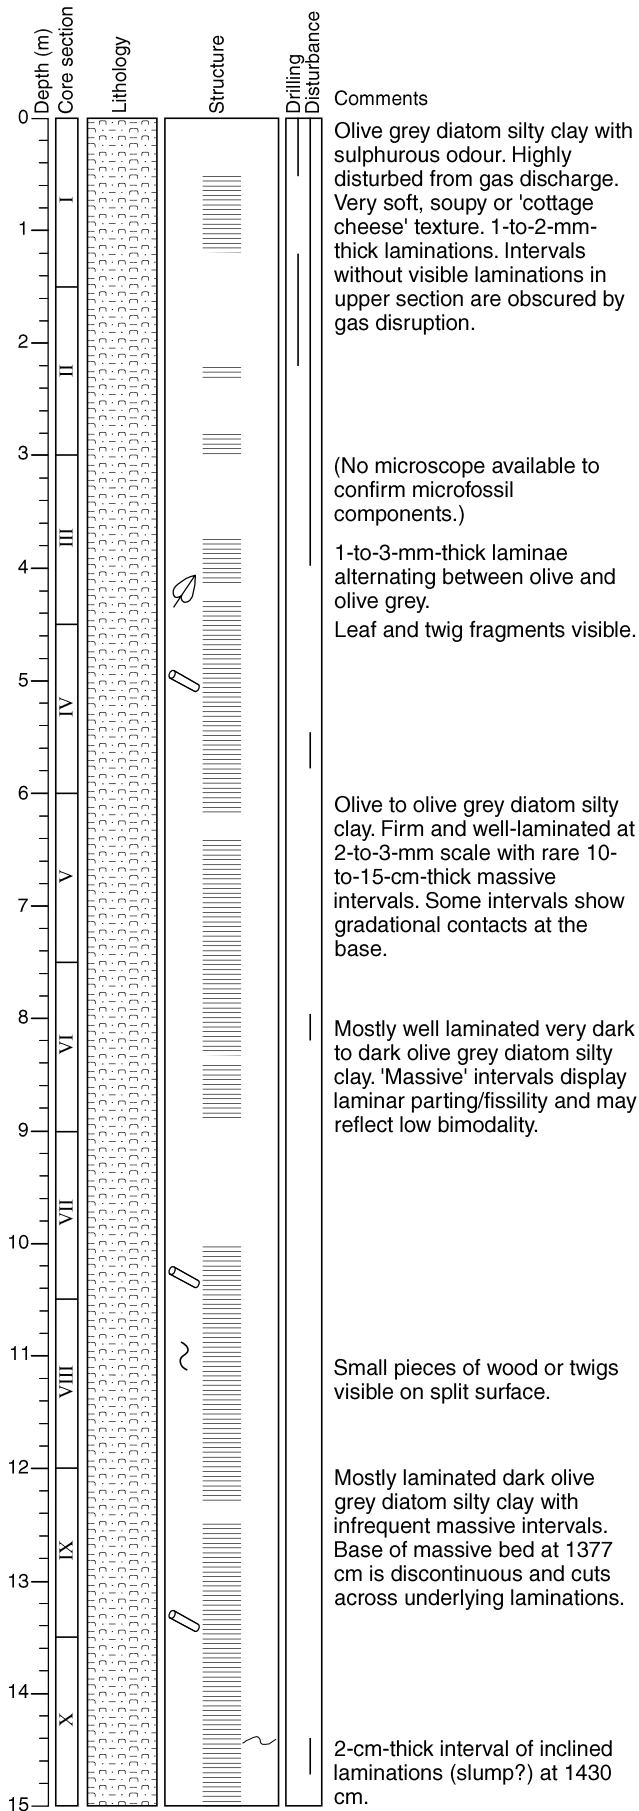 Depth (m)
Core section
Lithology
Structure
Drilling
Disturbance
Comments
0
Olive grey diatom silty clay with
sulphurous odour. Highly
disturbed from gas discharge.
Very soft, soupy or 'cottage
cheese' texture. 1-to-2-mm-
thick laminations. Intervals
without visible laminations in
upper section are obscured by
gas disruption.
I
1
2
II
3
(No microscope available to
confirm microfossil
components.)
III
1-to-3-mm-thick laminae
alternating between olive and
olive grey.
4
Leaf and twig fragments visible.
5
IV
6
Olive to olive grey diatom silty
clay. Firm and well-laminated at
2-to-3-mm scale with rare 10-
to-15-cm-thick massive
intervals. Some intervals show
gradational contacts at the
base.
V
7
8
Mostly well laminated very dark
to dark olive grey diatom silty
clay. 'Massive' intervals display
laminar parting/fissility and may
reflect low bimodality.
VI
9
VII
10
11
Small pieces of wood or twigs
visible on split surface.
VIII
12
Mostly laminated dark olive
grey diatom silty clay with
infrequent massive intervals.
Base of massive bed at 1377
cm is discontinuous and cuts
across underlying laminations.
IX
13
14
X
2-cm-thick interval of inclined
laminations (slump?) at 1430
cm.
15